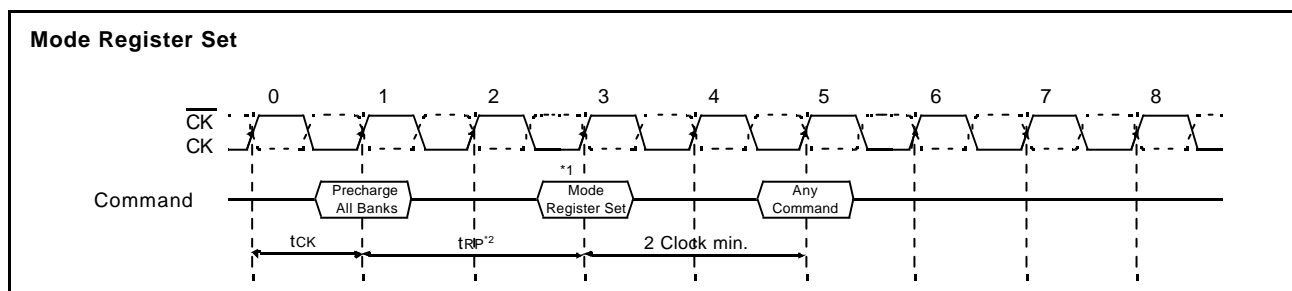 Mode Register Set
0 1 2 3 4 5 6 7 8
CK
CK
*1
Command
Precharge
All Banks
Mode
Register Set
Any
Command
tCK
tRP*2
2 Clock min.